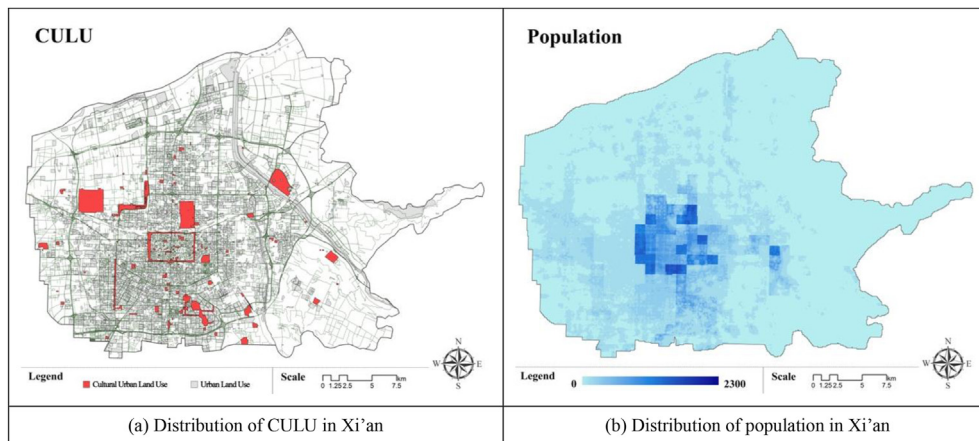 CULU
N
W E
S
Legend
Cultural Urban Land Use
Urban Land Use
Scale
0 1.25 2.5 5 7.5
km
(a) Distribution of CULU in Xi’an
Population
N
W E
S
Legend
0
2300
Scale
0 1.25 2.5 5 7.5
km
(b) Distribution of population in Xi’an